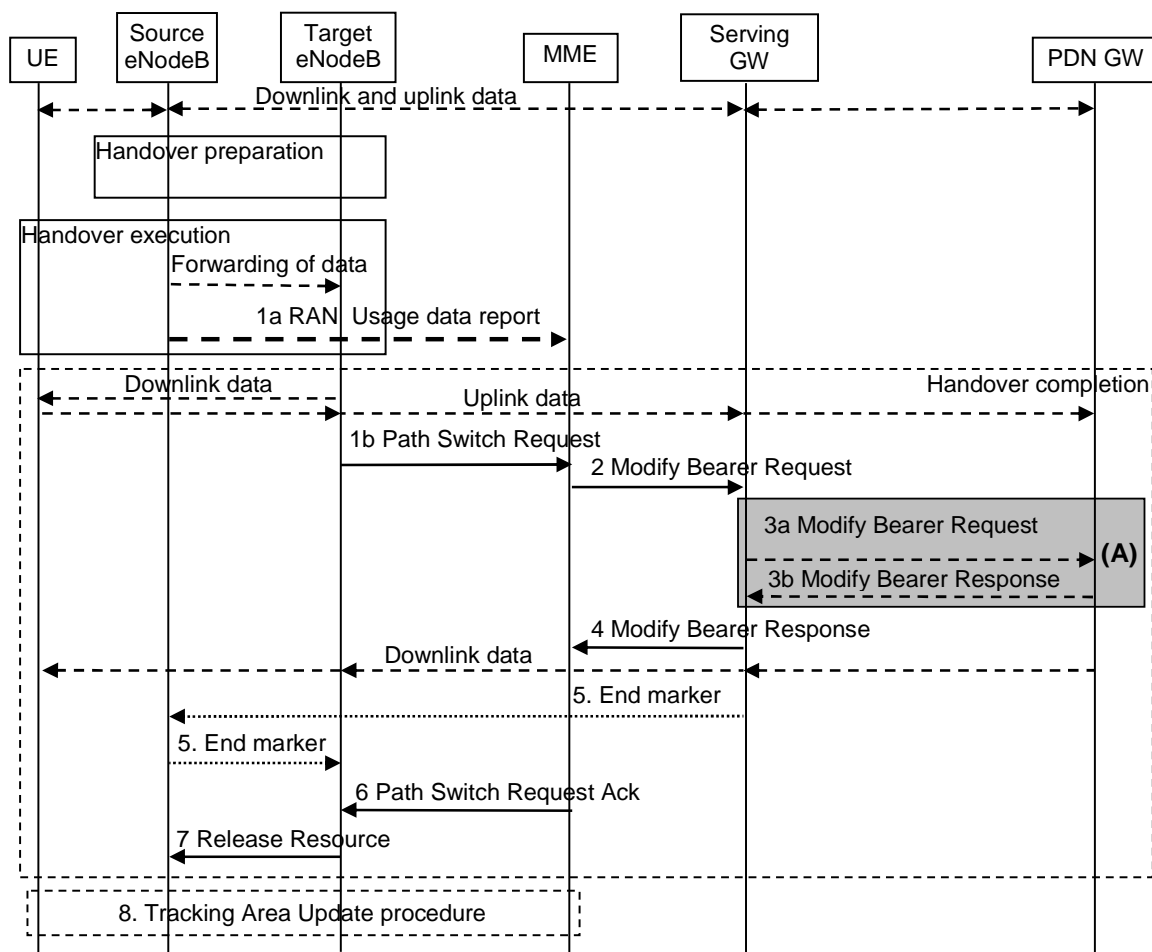 UE
Source
eNodeB
Target
eNodeB
MME
Serving
GW
PDN GW
Downlink and uplink data
Handover preparation
Handover execution
Forwarding of data
1a RAN Usage data report
Downlink data
Uplink data
Handover completion
1b Path Switch Request
2 Modify Bearer Request
3a Modify Bearer Request
(A)
3b Modify Bearer Response
4 Modify Bearer Response
Downlink data
5. End marker
5. End marker
6 Path Switch Request Ack
7 Release Resource
8. Tracking Area Update procedure